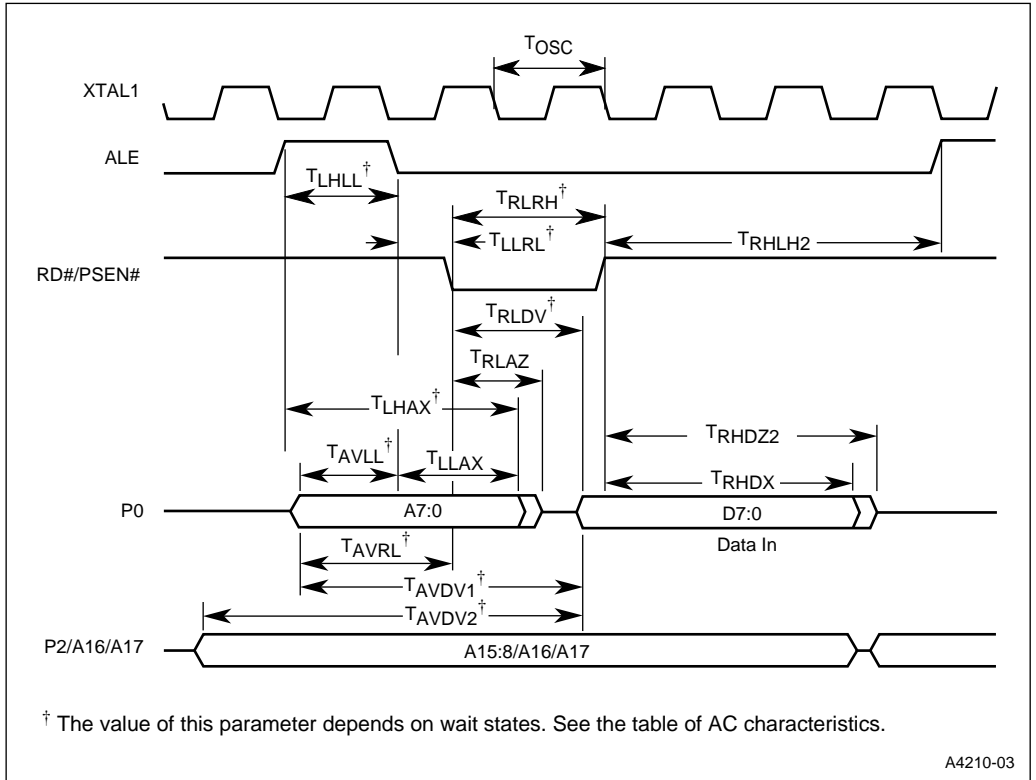 TOSC
XTAL1
ALE
TLHLL†
TRLRH†
TLLRL†
TRHLH2
RD#/PSEN#
TRLDV†
TRLAZ
TLHAX†
TRHDZ2
TAVLL†
TLLAX
TRHDX
P0
A7:0
D7:0
Data In
TAVRL†
TAVDV1†
TAVDV2†
P2/A16/A17
A15:8/A16/A17
† The value of this parameter depends on wait states. See the table of AC characteristics.
A4210-03